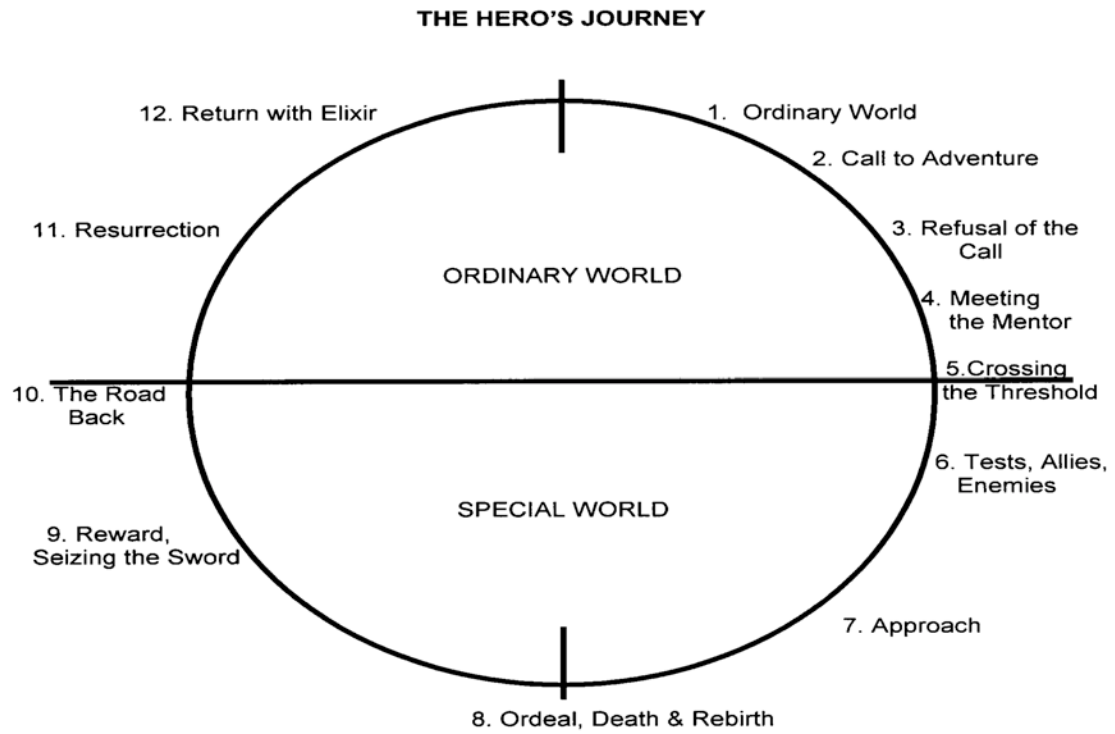 THE HERO'S JOURNEY
12. Return with Elixir
1. Ordinary World
2. Call to Adventure
11. Resurrection
3. Refusal of the
Call
ORDINARY WORLD
4. Meeting
the Mentor
10. The Road
Back
5.Crossing
the Threshold
6. Tests, Allies,
Enemies
SPECIAL WORLD
9. Reward,
Seizing the Sword
7. Approach
8. Ordeal, Death & Rebirth